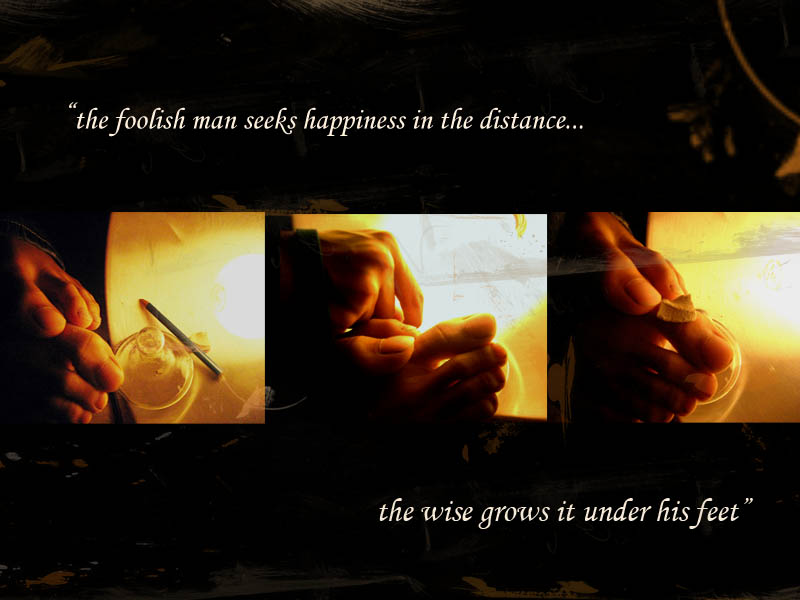 “the foolish man seeks happiness in the distance...
the wise grows it under his feet”